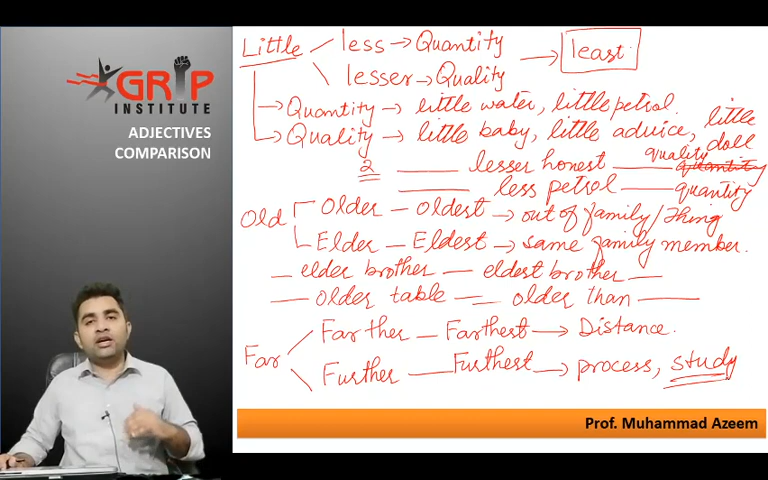 GRIP
INSTITUTE
ADJECTIVES
COMPARISON
Little less → Quantity → least
lesser → Quality
→ Quantity → little water, little petrol.
→ Quality → little baby, little advice, little doll
2 lesser honest quality quantity
less petrol quantity
Old Older - oldest → out of family/thing
Elder - Eldest → same family member.
- elder brother - eldest brother -
- older table - older than -
Far Farther - Farthest → Distance.
Further - Furthest → process, study
Prof. Muhammad Azeem